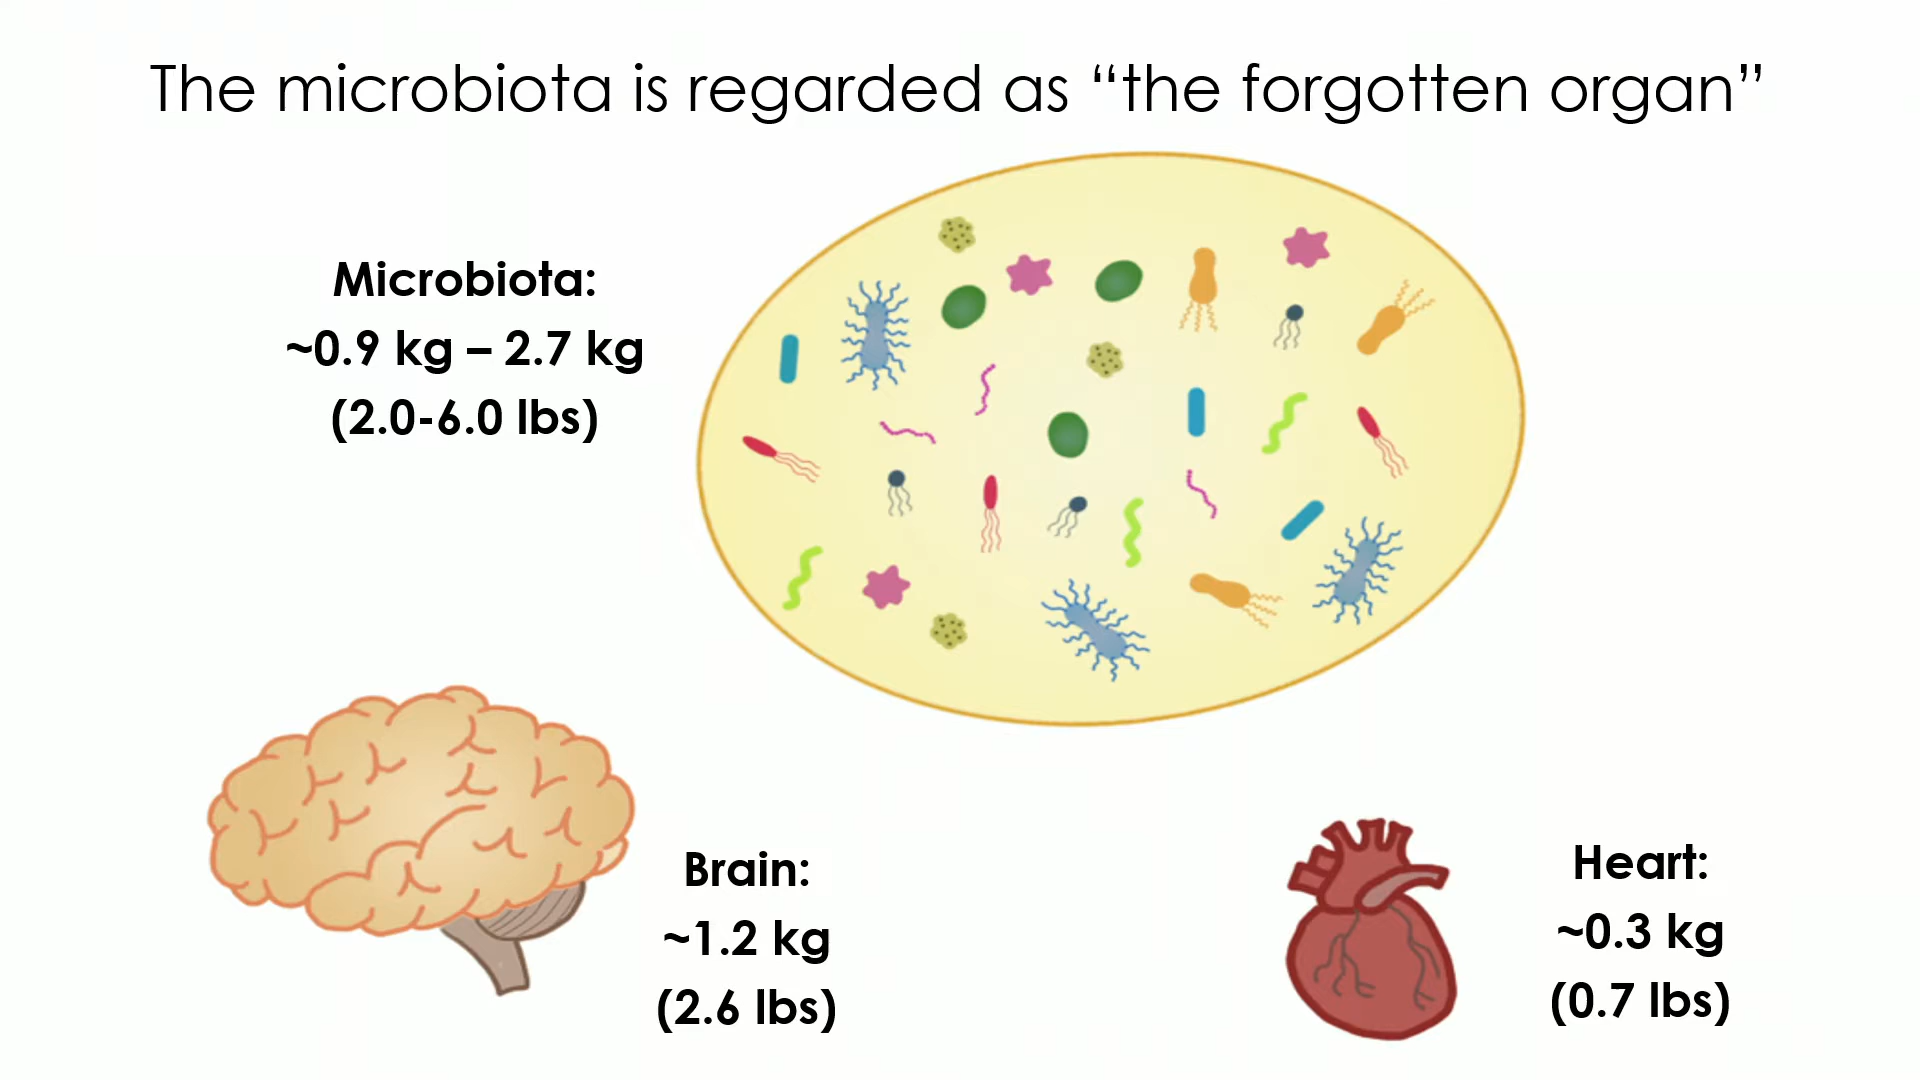 The microbiota is regarded as “the forgotten organ”
Microbiota:
~0.9 kg – 2.7 kg
(2.0-6.0 lbs)
Brain:
~1.2 kg
(2.6 lbs)
Heart:
~0.3 kg
(0.7 lbs)